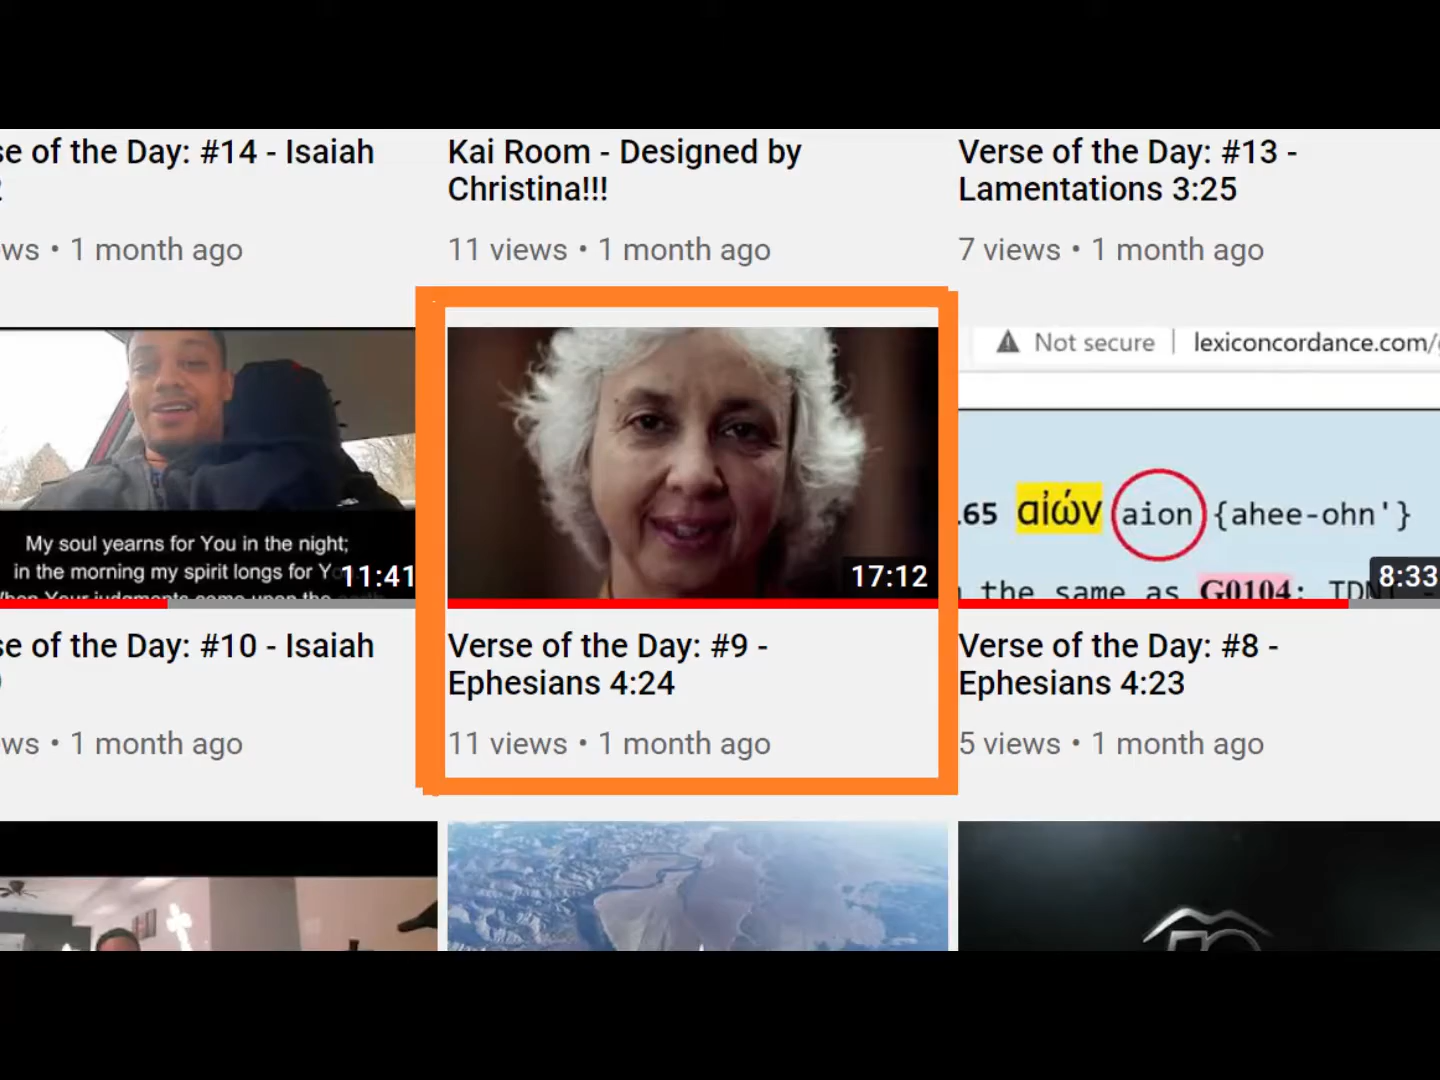 se of the Day: #14 - Isaiah
Kai Room - Designed by
Christina!!!
Verse of the Day: #13 -
Lamentations 3:25
ws • 1 month ago
11 views • 1 month ago
7 views • 1 month ago
My soul yearns for You in the night;
in the morning my spirit longs for
11:41
17:12
Not secure | lexiconcordance.com/
65 αἰών aion {ahee-ohn'}
the same as G0104: TDNT -
8:33
se of the Day: #10 - Isaiah
Verse of the Day: #9 -
Ephesians 4:24
Verse of the Day: #8 -
Ephesians 4:23
ws • 1 month ago
11 views • 1 month ago
5 views • 1 month ago